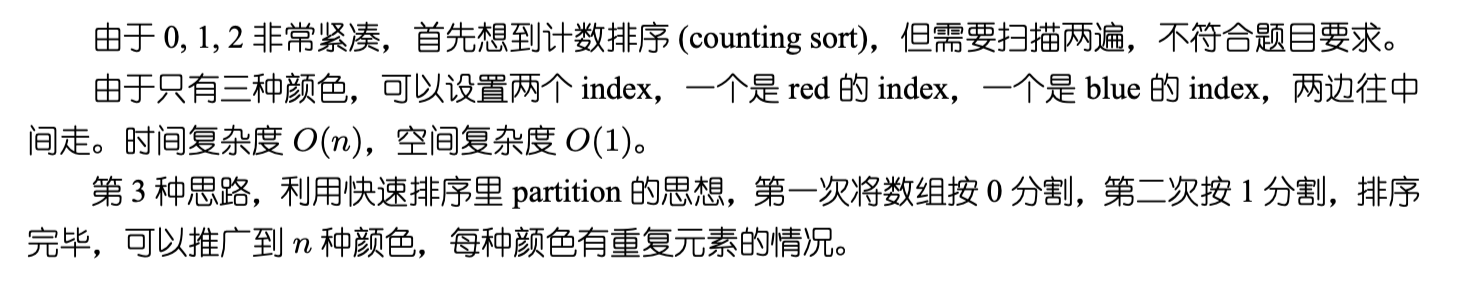 由于 0, 1, 2 非常紧凑，首先想到计数排序 (counting sort)，但需要扫描两遍，不符合题目要求。
由于只有三种颜色，可以设置两个 index，一个是 red 的 index，一个是 blue 的 index，两边往中
间走。时间复杂度 O(n)，空间复杂度 O(1)。
第 3 种思路，利用快速排序里 partition 的思想，第一次将数组按 0 分割，第二次按 1 分割，排序
完毕，可以推广到 n 种颜色，每种颜色有重复元素的情况。